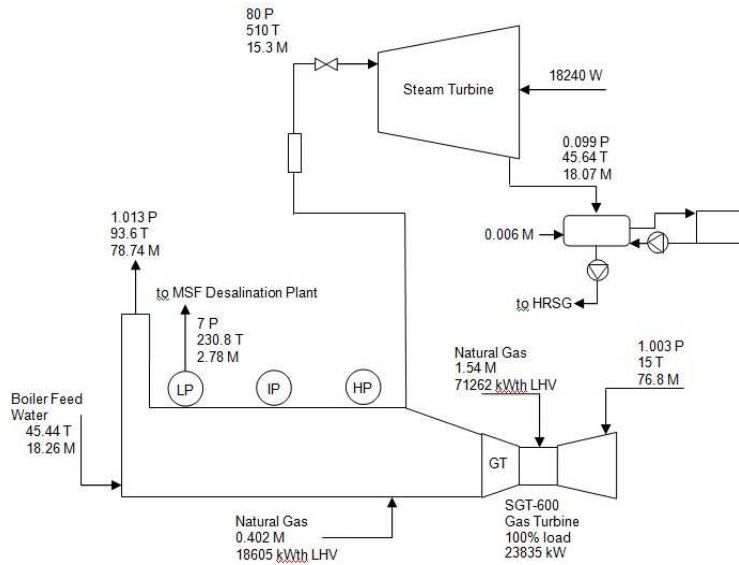 80 P
510 T
15.3 M
Steam Turbine
18240 W
0.099 P
45.64 T
18.07 M
0.006 M
to HRSG
1.013 P
93.6 T
78.74 M
to MSF Desalination Plant
7 P
230.8 T
2.78 M
LP
IP
HP
Natural Gas
1.54 M
71262 kWth LHV
1.003 P
15 T
76.8 M
Boiler Feed
Water
45.44 T
18.26 M
GT
Natural Gas
0.402 M
18605 kWth LHV
SGT-600
Gas Turbine
100% load
23835 kW